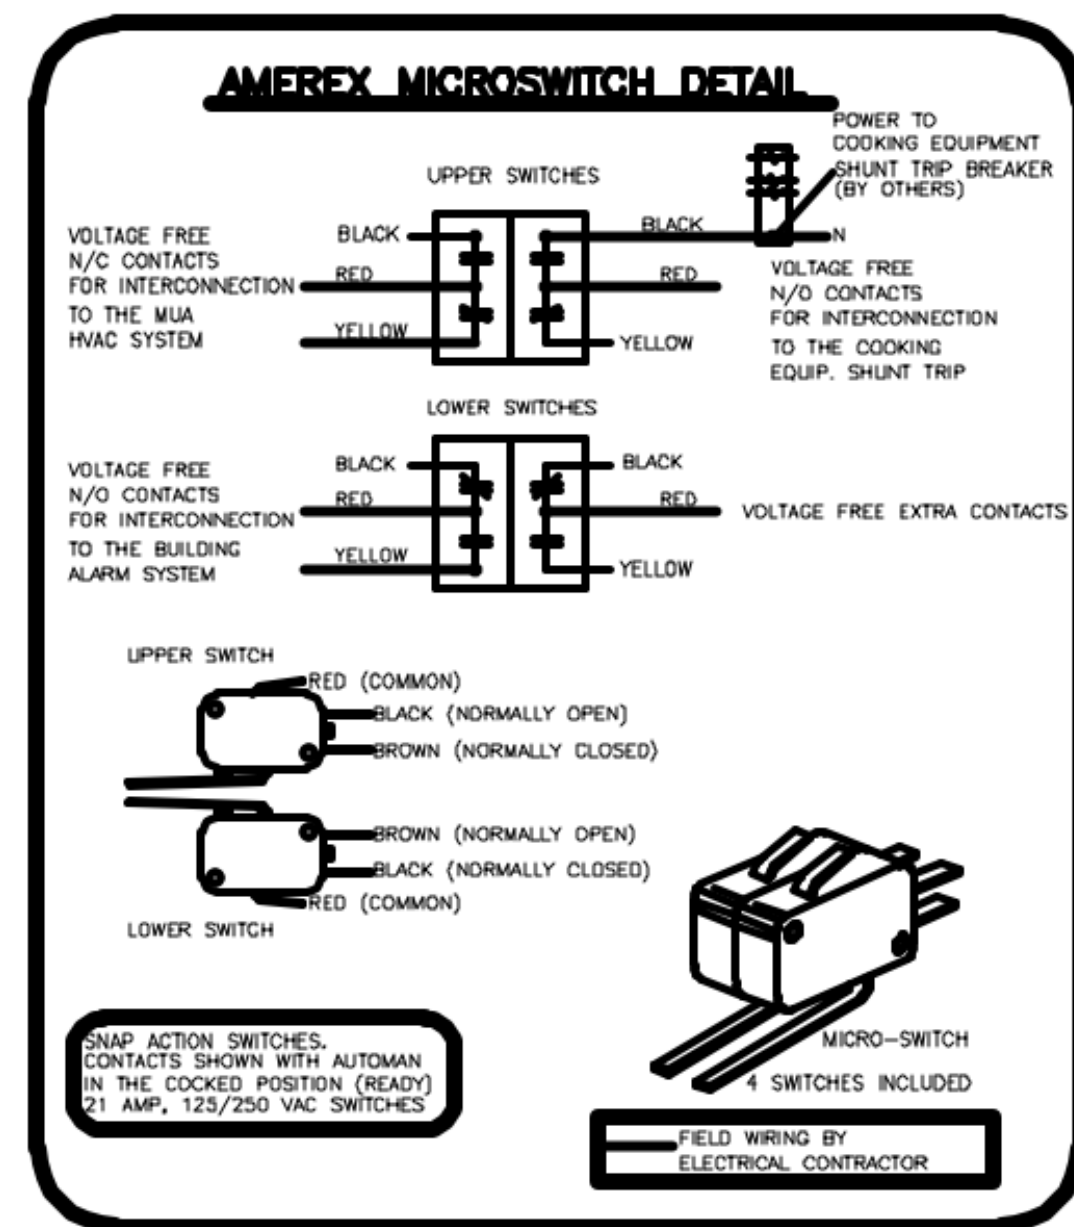 AMEREX MICROSWITCH DETAIL
POWER TO
COOKING EQUIPMENT
SHUNT TRIP BREAKER
(BY OTHERS)
UPPER SWITCHES
VOLTAGE FREE
N/C CONTACTS
FOR INTERCONNECTION
TO THE MUA
HVAC SYSTEM
BLACK
RED
YELLOW
BLACK
N
RED
YELLOW
VOLTAGE FREE
N/O CONTACTS
FOR INTERCONNECTION
TO THE COOKING
EQUIP. SHUNT TRIP
LOWER SWITCHES
VOLTAGE FREE
N/O CONTACTS
FOR INTERCONNECTION
TO THE BUILDING
ALARM SYSTEM
BLACK
RED
YELLOW
BLACK
RED
YELLOW
VOLTAGE FREE EXTRA CONTACTS
UPPER SWITCH
RED (COMMON)
BLACK (NORMALLY OPEN)
BROWN (NORMALLY CLOSED)
BROWN (NORMALLY OPEN)
BLACK (NORMALLY CLOSED)
RED (COMMON)
LOWER SWITCH
SNAP ACTION SWITCHES.
CONTACTS SHOWN WITH AUTOMAN
IN THE COCKED POSITION (READY)
21 AMP, 125/250 VAC SWITCHES
MICRO-SWITCH
4 SWITCHES INCLUDED
FIELD WIRING BY
ELECTRICAL CONTRACTOR